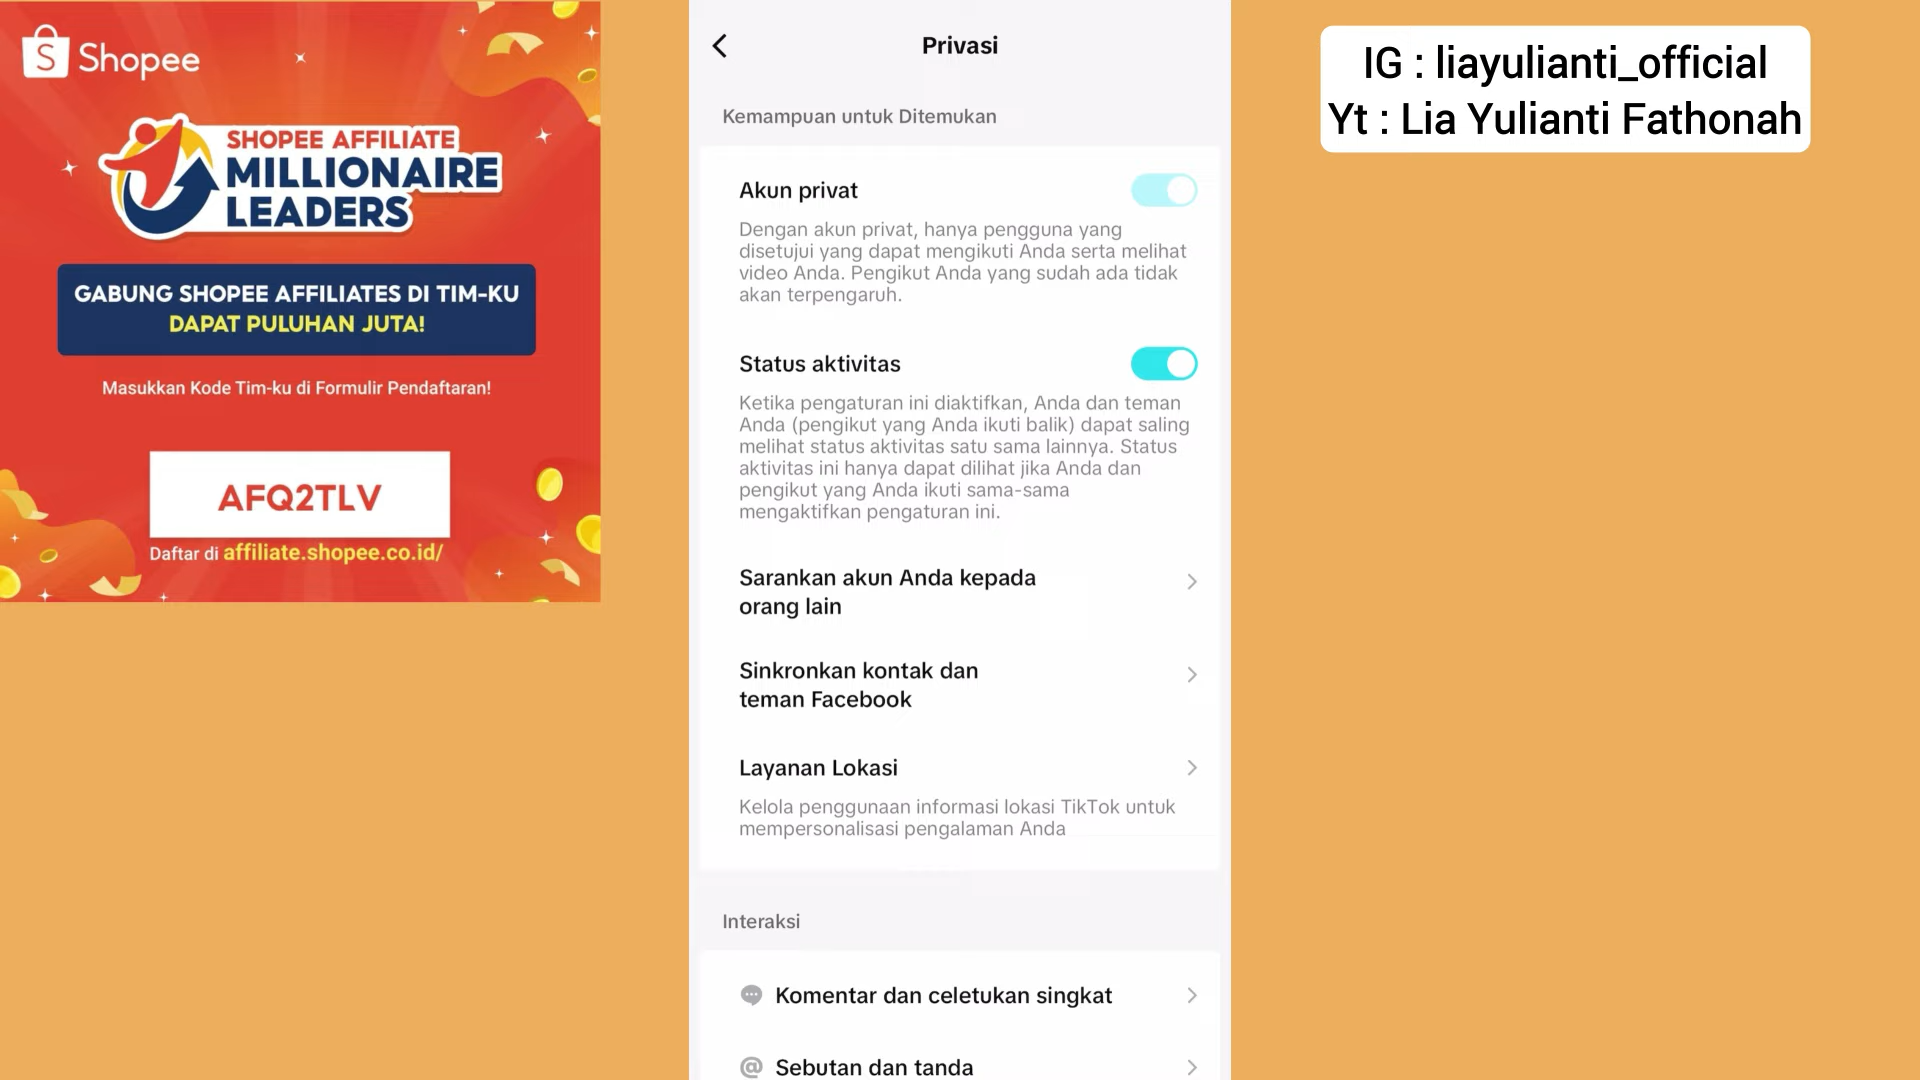 Shopee
SHOPEE AFFILIATE
MILLIONAIRE
LEADERS
GABUNG SHOPEE AFFILIATES DI TIM-KU
DAPAT PULUHAN JUTA!
Masukkan Kode Tim-ku di Formulir Pendaftaran!
AFQ2TLV
Daftar di affiliate.shopee.co.id/
Privasi
Kemampuan untuk Ditemukan
Akun privat
Dengan akun privat, hanya pengguna yang
disetujui yang dapat mengikuti Anda serta melihat
video Anda. Pengikut Anda yang sudah ada tidak
akan terpengaruh.
Status aktivitas
Ketika pengaturan ini diaktifkan, Anda dan teman
Anda (pengikut yang Anda ikuti balik) dapat saling
melihat status aktivitas satu sama lainnya. Status
aktivitas ini hanya dapat dilihat jika Anda dan
pengikut yang Anda ikuti sama-sama
mengaktifkan pengaturan ini.
Sarankan akun Anda kepada
orang lain
Sinkronkan kontak dan
teman Facebook
Layanan Lokasi
Kelola penggunaan informasi lokasi TikTok untuk
mempersonalisasi pengalaman Anda
Interaksi
Komentar dan celetukan singkat
Sebutan dan tanda
IG : liayulianti_official
Yt : Lia Yulianti Fathonah